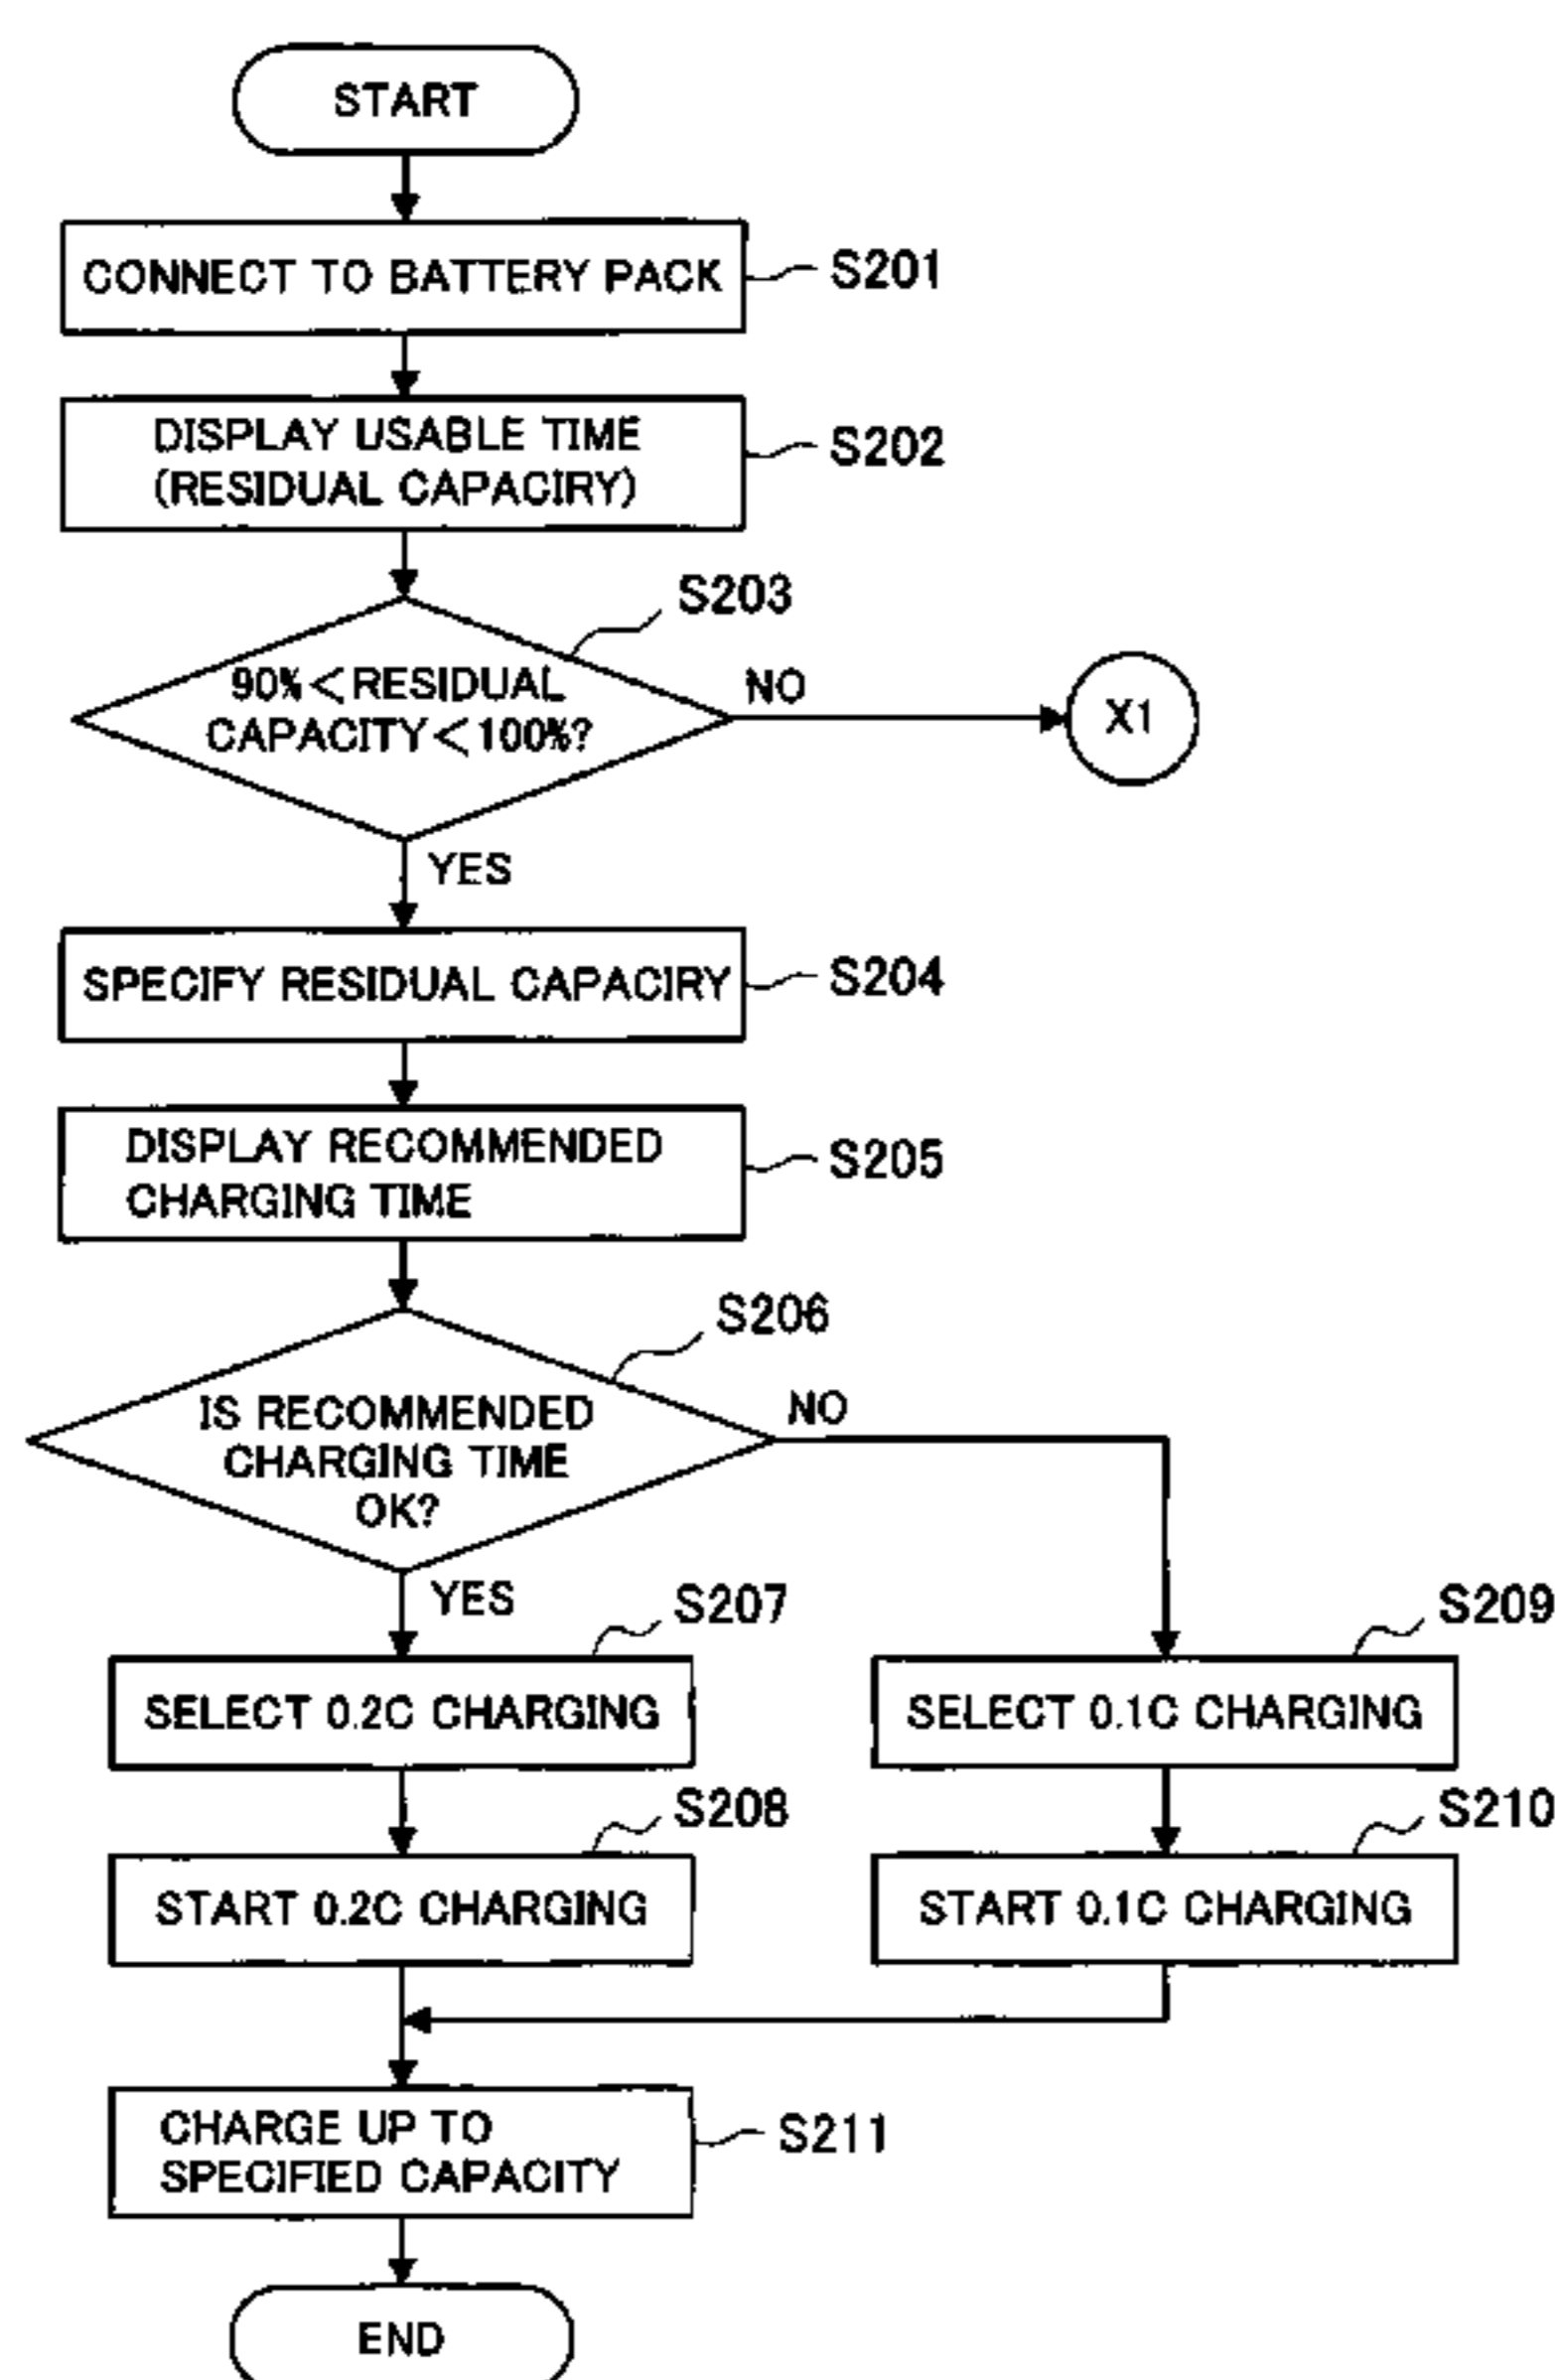 START
CONNECT TO BATTERY PACK
S201
DISPLAY USABLE TIME
(RESIDUAL CAPACIRY)
S202
S203
90%<RESIDUAL
CAPACITY<100%?
NO
X1
YES
SPECIFY RESIDUAL CAPACIRY
S204
DISPLAY RECOMMENDED
CHARGING TIME
S205
S206
IS RECOMMENDED
CHARGING TIME
OK?
NO
YES
S207
SELECT 0.2C CHARGING
S209
SELECT 0.1C CHARGING
S208
START 0.2C CHARGING
S210
START 0.1C CHARGING
CHARGE UP TO
SPECIFIED CAPACITY
S211
END